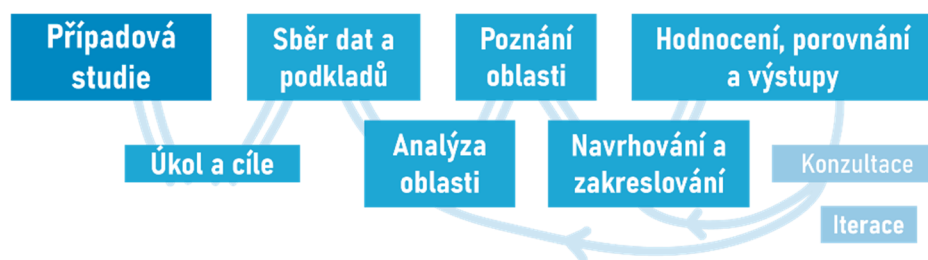 Případová
studie
Úkol a cíle
Sběr dat a
podkladů
Analýza
oblasti
Poznání
oblasti
Navrhování a
zakreslování
Hodnocení, porovnání
a výstupy
Konzultace
Iterace